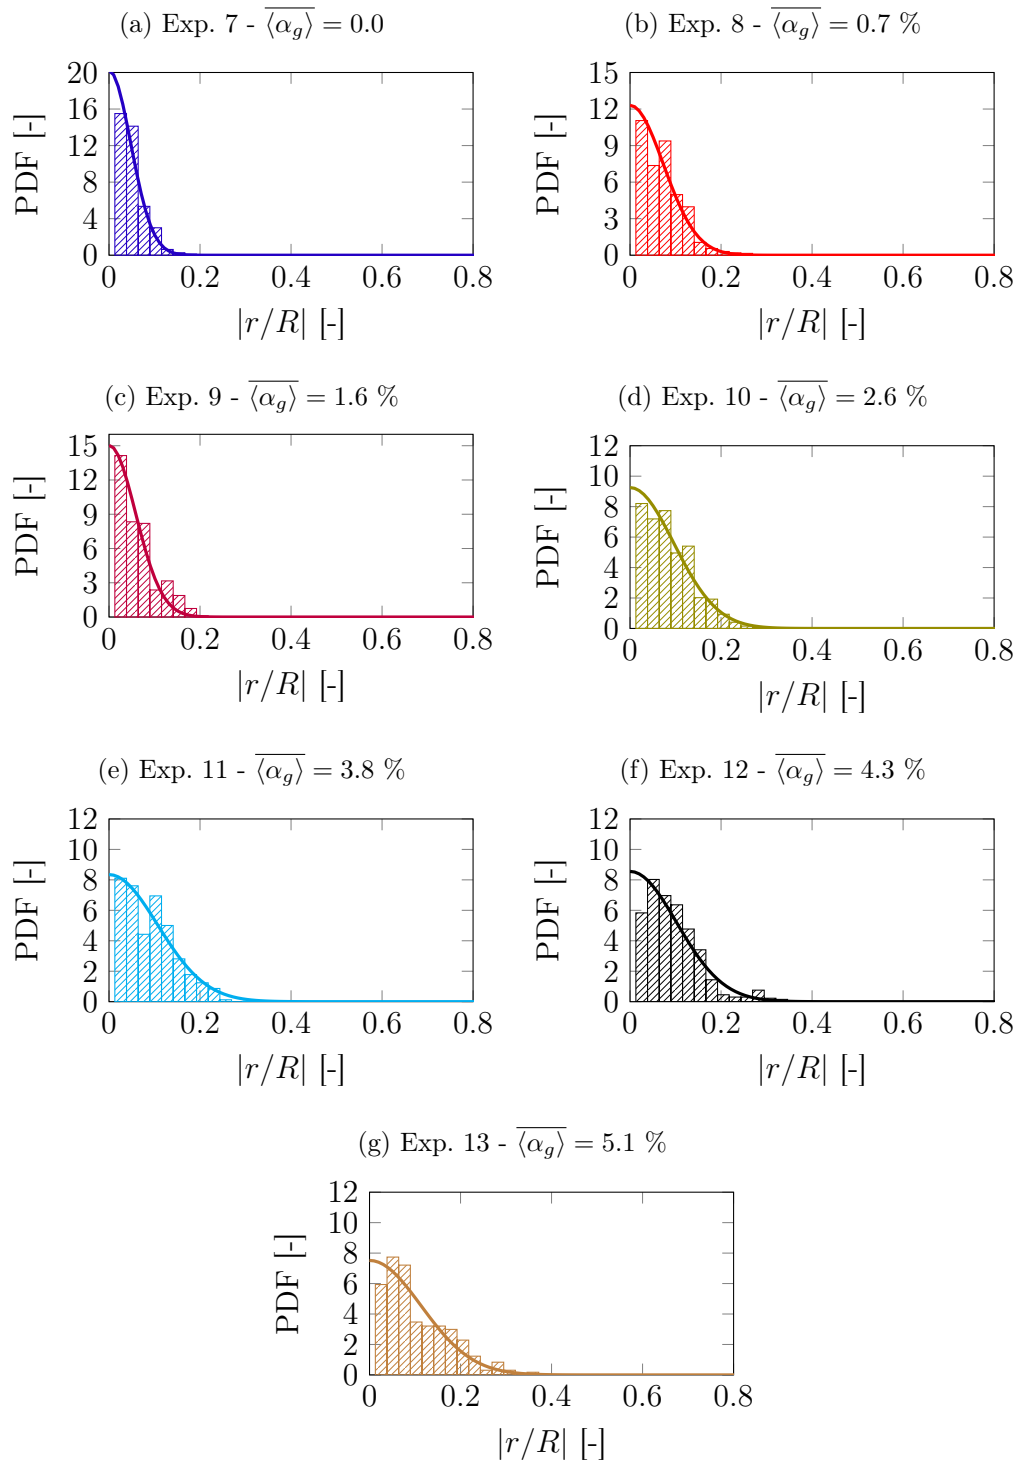 (a) Exp. 7 - ⟨α_g⟩ = 0.0
20
16
12
8
4
0
PDF [-]
0 0.2 0.4 0.6 0.8
|r/R| [-]
(b) Exp. 8 - ⟨α_g⟩ = 0.7 %
15
12
9
6
3
0
PDF [-]
0 0.2 0.4 0.6 0.8
|r/R| [-]
(c) Exp. 9 - ⟨α_g⟩ = 1.6 %
15
12
9
6
3
0
PDF [-]
0 0.2 0.4 0.6 0.8
|r/R| [-]
(d) Exp. 10 - ⟨α_g⟩ = 2.6 %
12
10
8
6
4
2
0
PDF [-]
0 0.2 0.4 0.6 0.8
|r/R| [-]
(e) Exp. 11 - ⟨α_g⟩ = 3.8 %
12
10
8
6
4
2
0
PDF [-]
0 0.2 0.4 0.6 0.8
|r/R| [-]
(f) Exp. 12 - ⟨α_g⟩ = 4.3 %
12
10
8
6
4
2
0
PDF [-]
0 0.2 0.4 0.6 0.8
|r/R| [-]
(g) Exp. 13 - ⟨α_g⟩ = 5.1 %
12
10
8
6
4
2
0
PDF [-]
0 0.2 0.4 0.6 0.8
|r/R| [-]